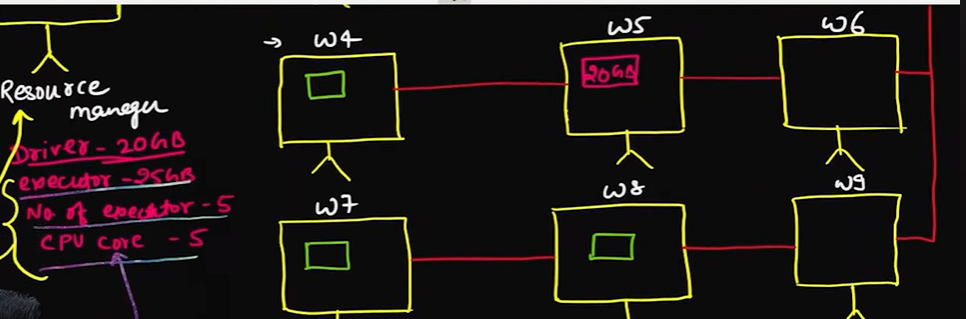 Resource
manager
Driver - 20GB
executor - 25GB
No. of executor - 5
CPU core - 5
W4
W5
W6
20GB
W7
W8
W9